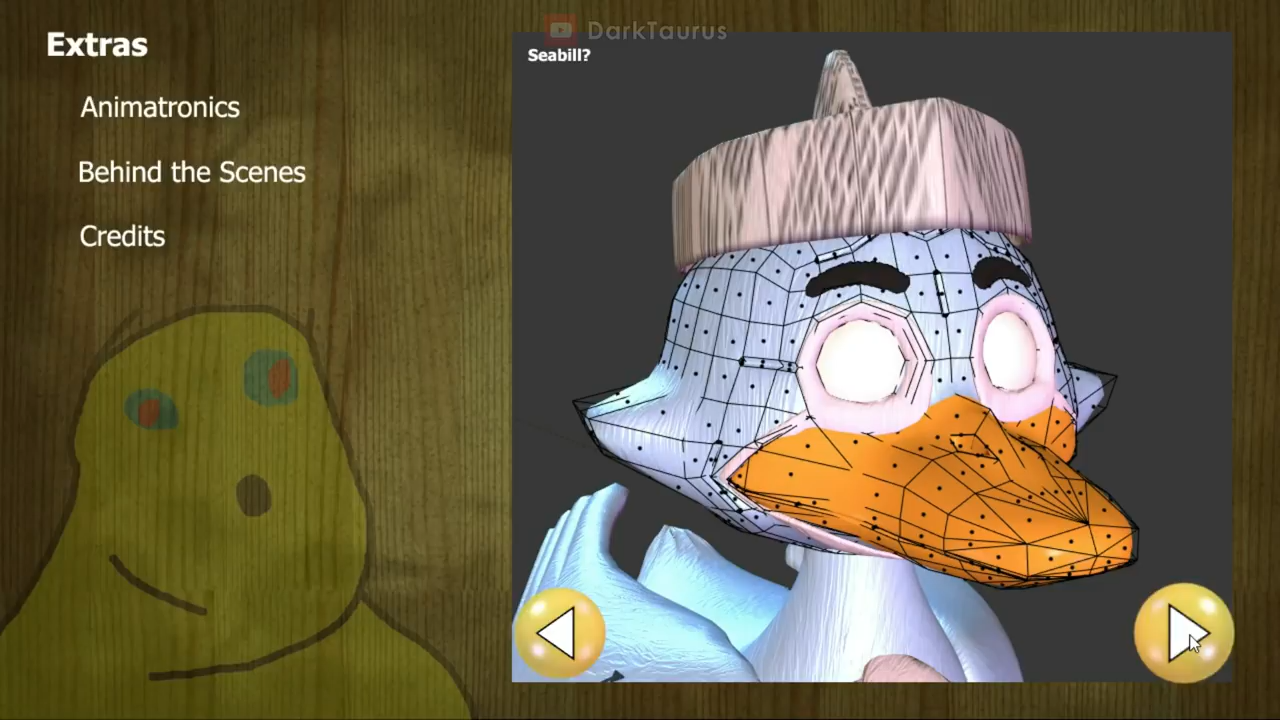 DarkTaurus
Extras
Seabill?
Animatronics
Behind the Scenes
Credits